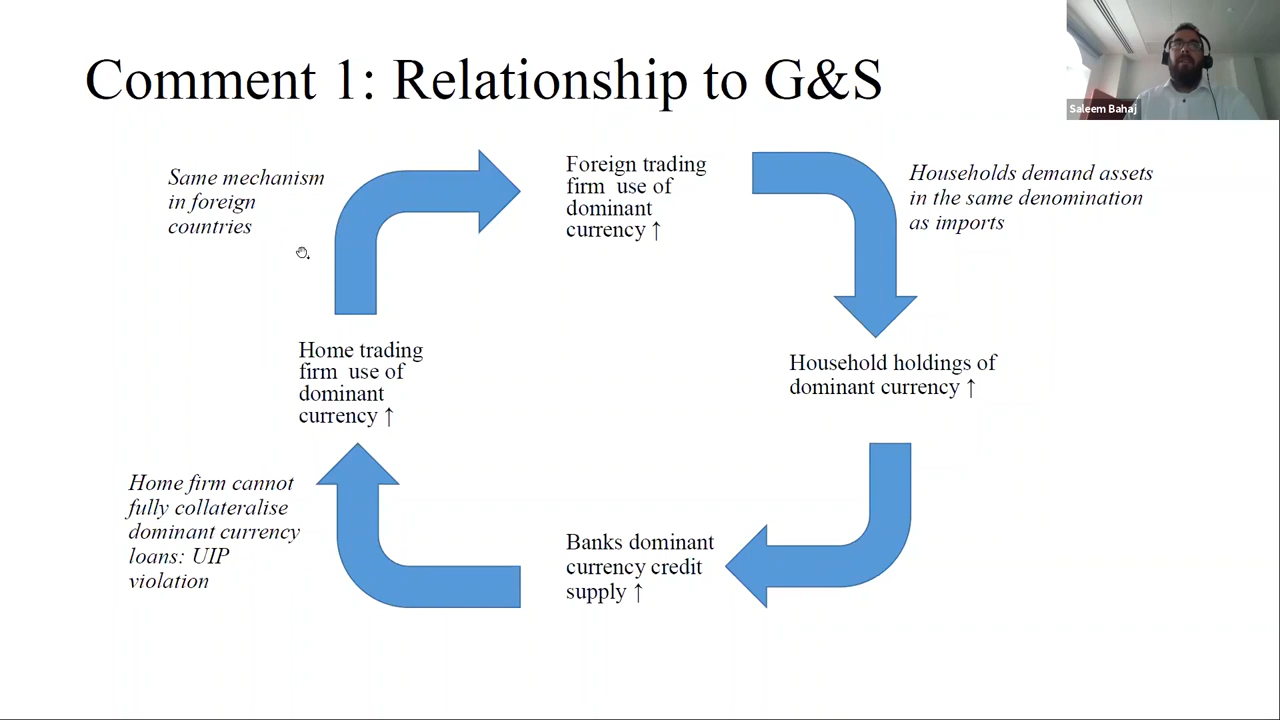 Comment 1: Relationship to G&S
Saleem Bahaj
Same mechanism
in foreign
countries
Foreign trading
firm use of
dominant
currency ↑
Households demand assets
in the same denomination
as imports
Home trading
firm use of
dominant
currency ↑
Household holdings of
dominant currency ↑
Home firm cannot
fully collateralise
dominant currency
loans: UIP
violation
Banks dominant
currency credit
supply ↑